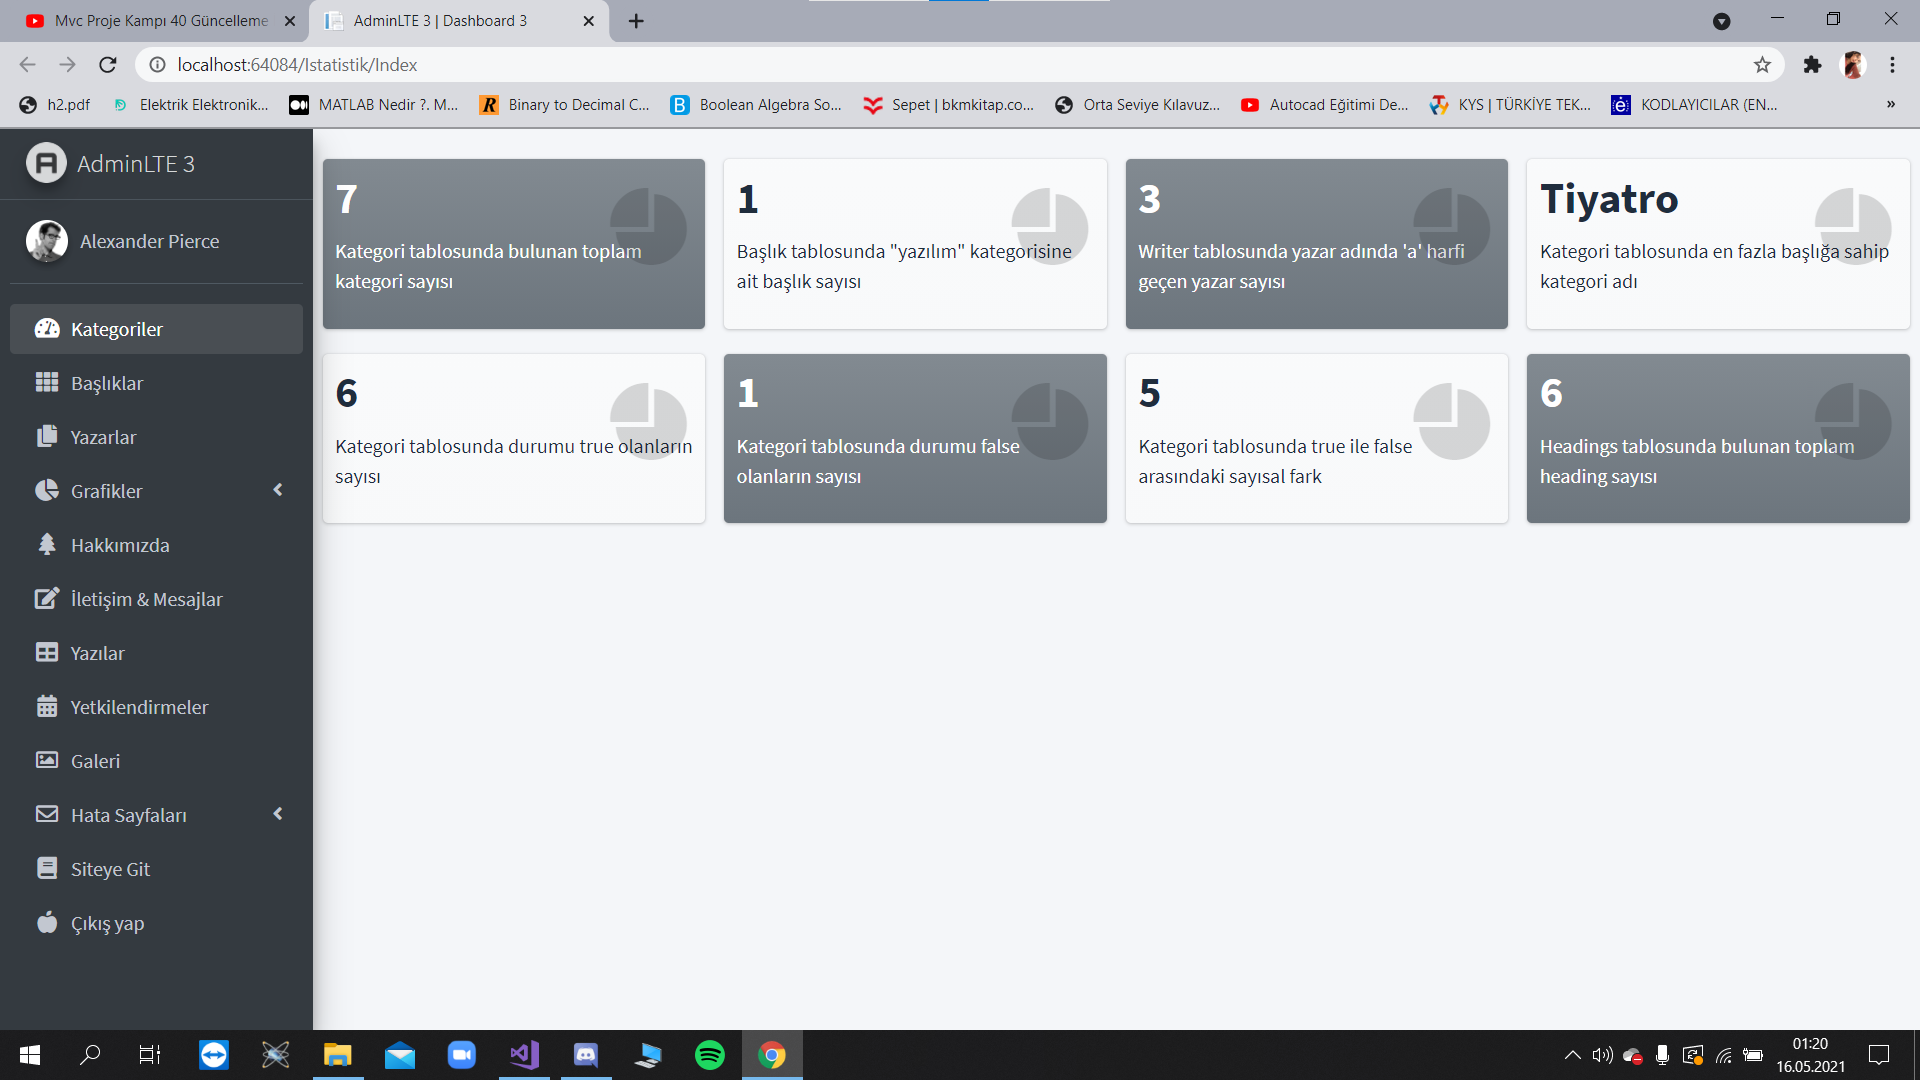 Mvc Proje Kampı 40 Güncelleme
AdminLTE 3 | Dashboard 3
localhost:64084/Istatistik/Index
h2.pdf
Elektrik Elektronik...
MATLAB Nedir ?. M...
Binary to Decimal C...
Boolean Algebra So...
Sepet | bkmkitap.co...
Orta Seviye Kılavuz...
Autocad Eğitimi De...
KYS | TÜRKİYE TEK...
KODLAYICILAR (EN...
»
AdminLTE 3
Alexander Pierce
Kategoriler
Başlıklar
Yazarlar
Grafikler
Hakkımızda
İletişim & Mesajlar
Yazılar
Yetkilendirmeler
Galeri
Hata Sayfaları
Siteye Git
Çıkış yap
7
Kategori tablosunda bulunan toplam
kategori sayısı
1
Başlık tablosunda "yazılım" kategorisine
ait başlık sayısı
3
Writer tablosunda yazar adında 'a' harfi
geçen yazar sayısı
Tiyatro
Kategori tablosunda en fazla başlığa sahip
kategori adı
6
Kategori tablosunda durumu true olanların
sayısı
1
Kategori tablosunda durumu false
olanların sayısı
5
Kategori tablosunda true ile false
arasındaki sayısal fark
6
Headings tablosunda bulunan toplam
heading sayısı
01:20
16.05.2021